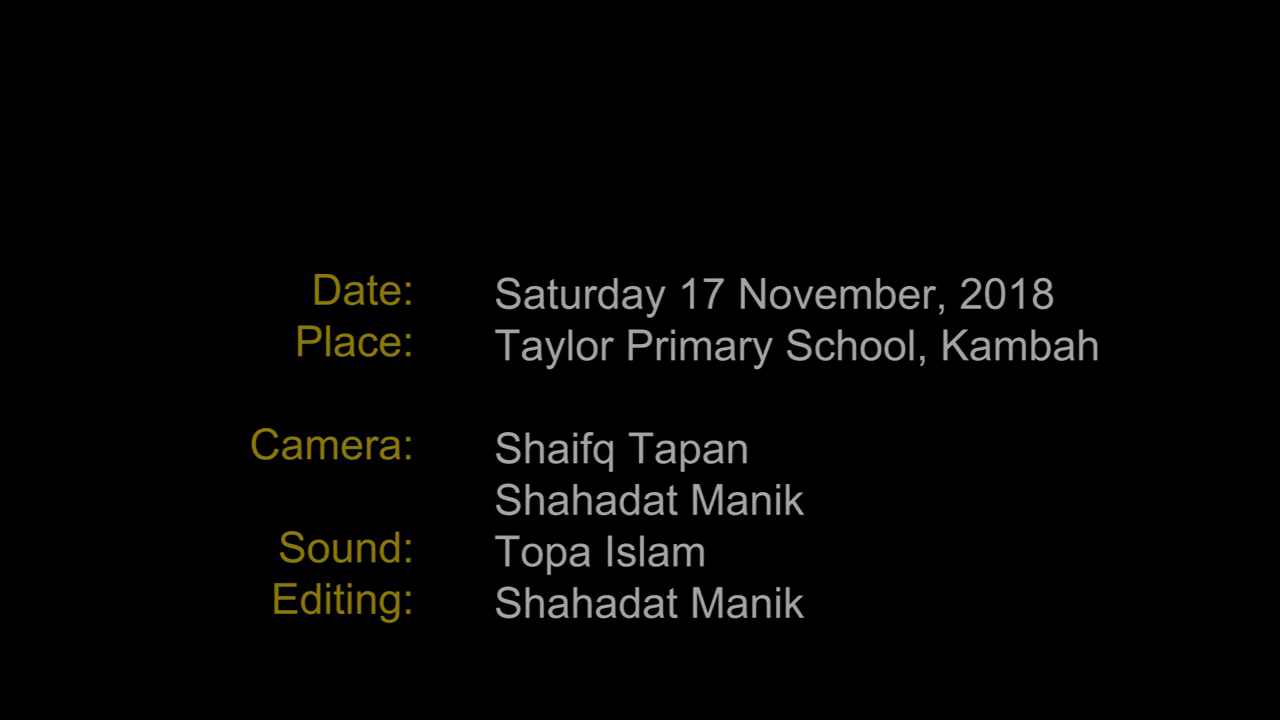 Date: Saturday 17 November, 2018
Place: Taylor Primary School, Kambah
Camera: Shaifq Tapan
Shahadat Manik
Sound: Topa Islam
Editing: Shahadat Manik